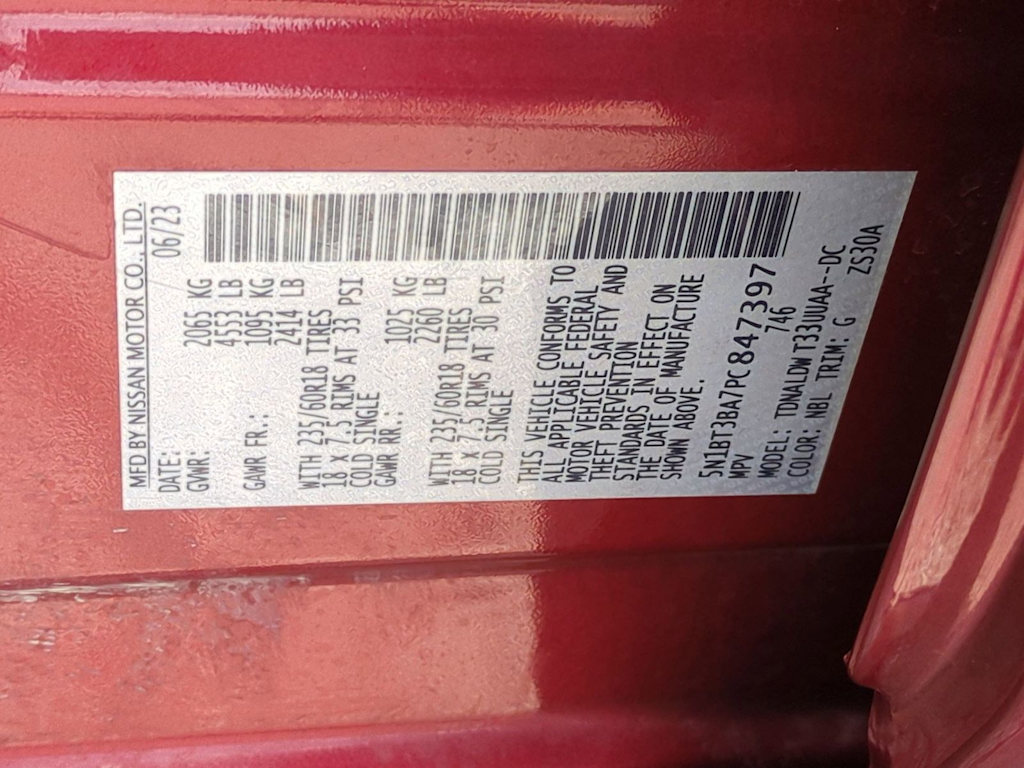 MFD BY NISSAN MOTOR CO., LTD.
DATE: 06/23
GVWR: 2065 KG
4553 LB
GAWR FR.: 1095 KG
2414 LB
WITH 235/60R18 TIRES
18 X 7.5 RIMS AT 33 PSI
COLD SINGLE
GAWR RR.: 1025 KG
2260 LB
WITH 235/60R18 TIRES
18 X 7.5 RIMS AT 30 PSI
COLD SINGLE
THIS VEHICLE CONFORMS TO
ALL APPLICABLE FEDERAL
MOTOR VEHICLE SAFETY AND
THEFT PREVENTION
STANDARDS IN EFFECT ON
THE DATE OF MANUFACTURE
SHOWN ABOVE.
5N1BT3BA7PC847397
MPV 746
MODEL: TDNALDW T33UUAA--DC
COLOR: NBL TRIM: G ZS30A